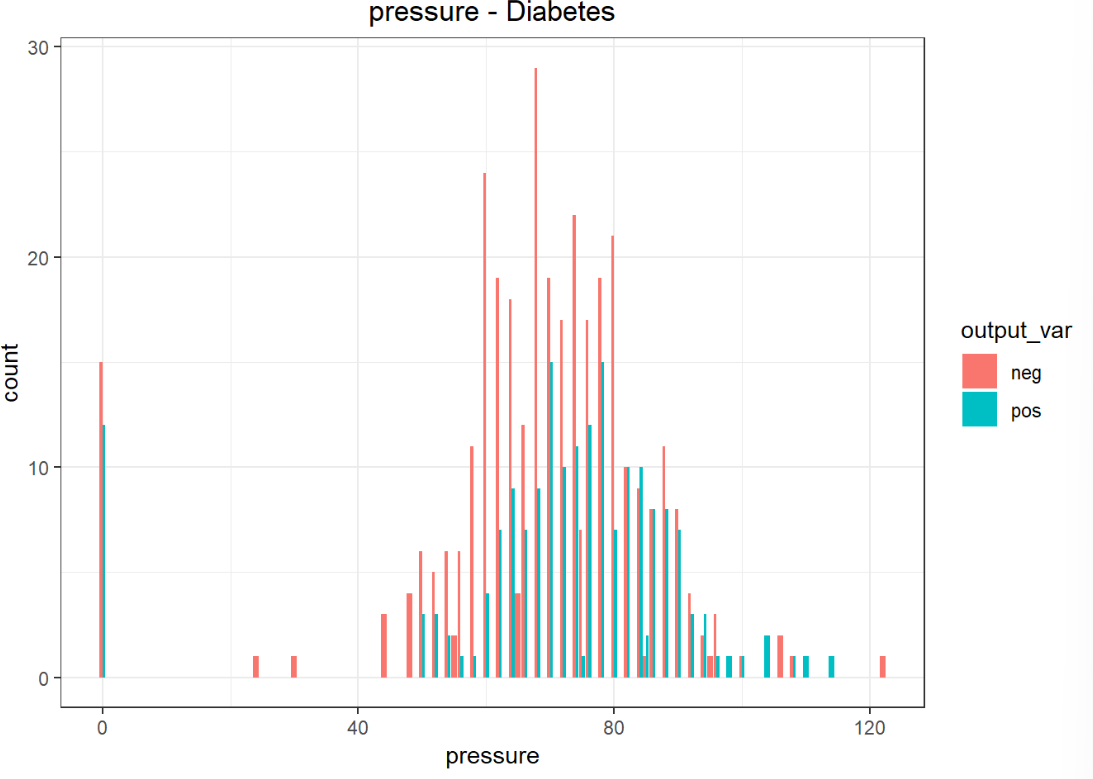 pressure - Diabetes
30
20
10
0
count
0 40 80 120
pressure
output_var
neg
pos